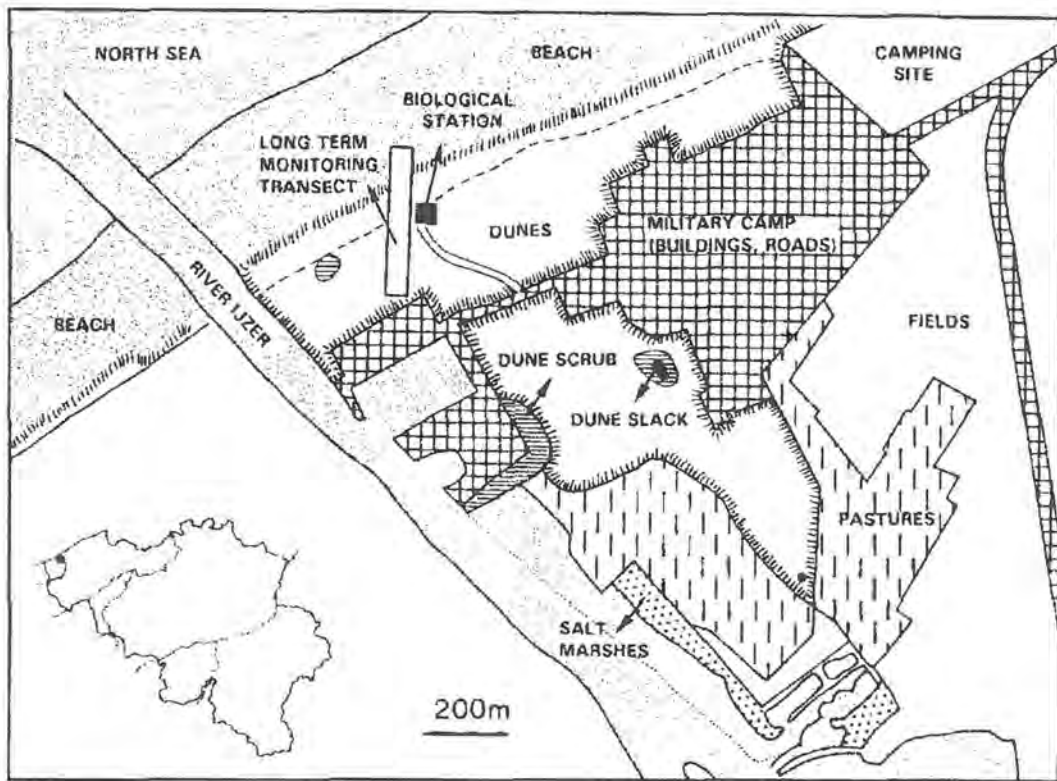 NORTH SEA
BEACH
CAMPING
SITE
BIOLOGICAL
STATION
LONG TERM
MONITORING
TRANSECT
DUNES
MILITARY CAMP
(BUILDINGS, ROADS)
RIVER IJZER
BEACH
FIELDS
DUNE SCRUB
DUNE SLACK
PASTURES
SALT
MARSHES
200m